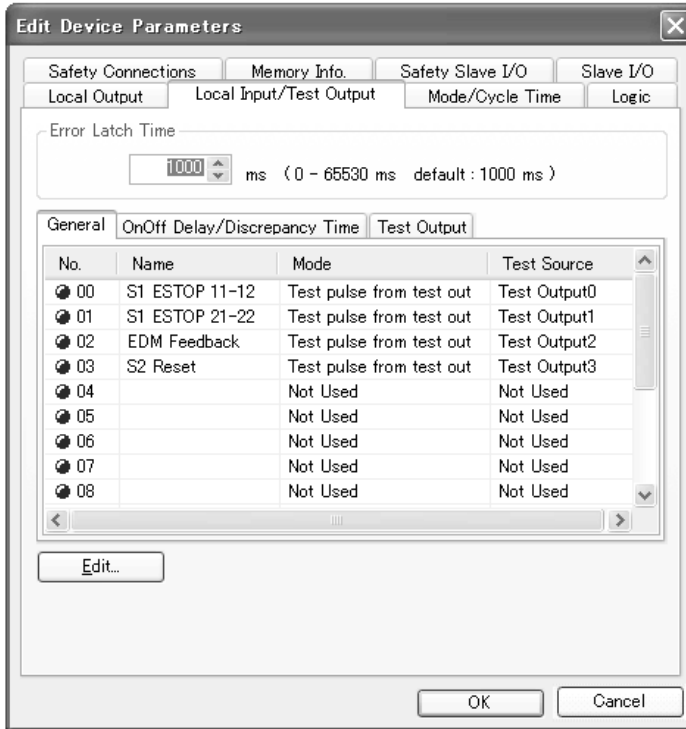 Edit Device Parameters
Safety Connections Memory Info. Safety Slave I/O Slave I/O
Local Output Local Input/Test Output Mode/Cycle Time Logic
Error Latch Time
1000 ms ( 0 - 65530 ms default : 1000 ms )
General OnOff Delay/Discrepancy Time Test Output
No. Name Mode Test Source
00 S1 ESTOP 11-12 Test pulse from test out Test Output0
01 S1 ESTOP 21-22 Test pulse from test out Test Output1
02 EDM Feedback Test pulse from test out Test Output2
03 S2 Reset Test pulse from test out Test Output3
04 Not Used Not Used
05 Not Used Not Used
06 Not Used Not Used
07 Not Used Not Used
08 Not Used Not Used
Edit...
OK Cancel